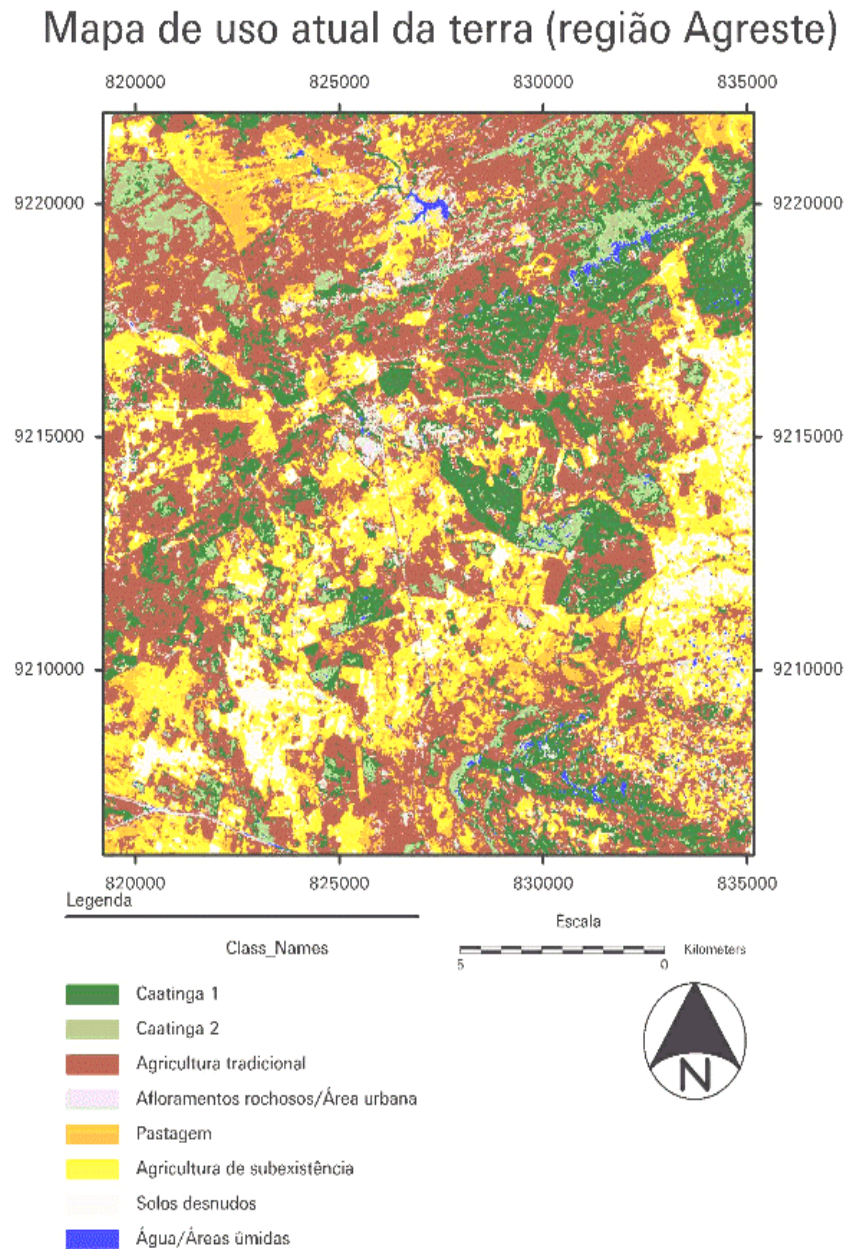 Mapa de uso atual da terra (região Agreste)
820000 825000 830000 835000
9220000 9220000
9215000 9215000
9210000 9210000
820000 825000 830000 835000
Legenda
Escala
Class_Names
Kilometers
5 0
Caatinga 1
Caatinga 2
Agricultura tradicional
Afloramentos rochosos/Área urbana
Pastagem
Agricultura de subexistência
Solos desnudos
Água/Áreas úmidas
N